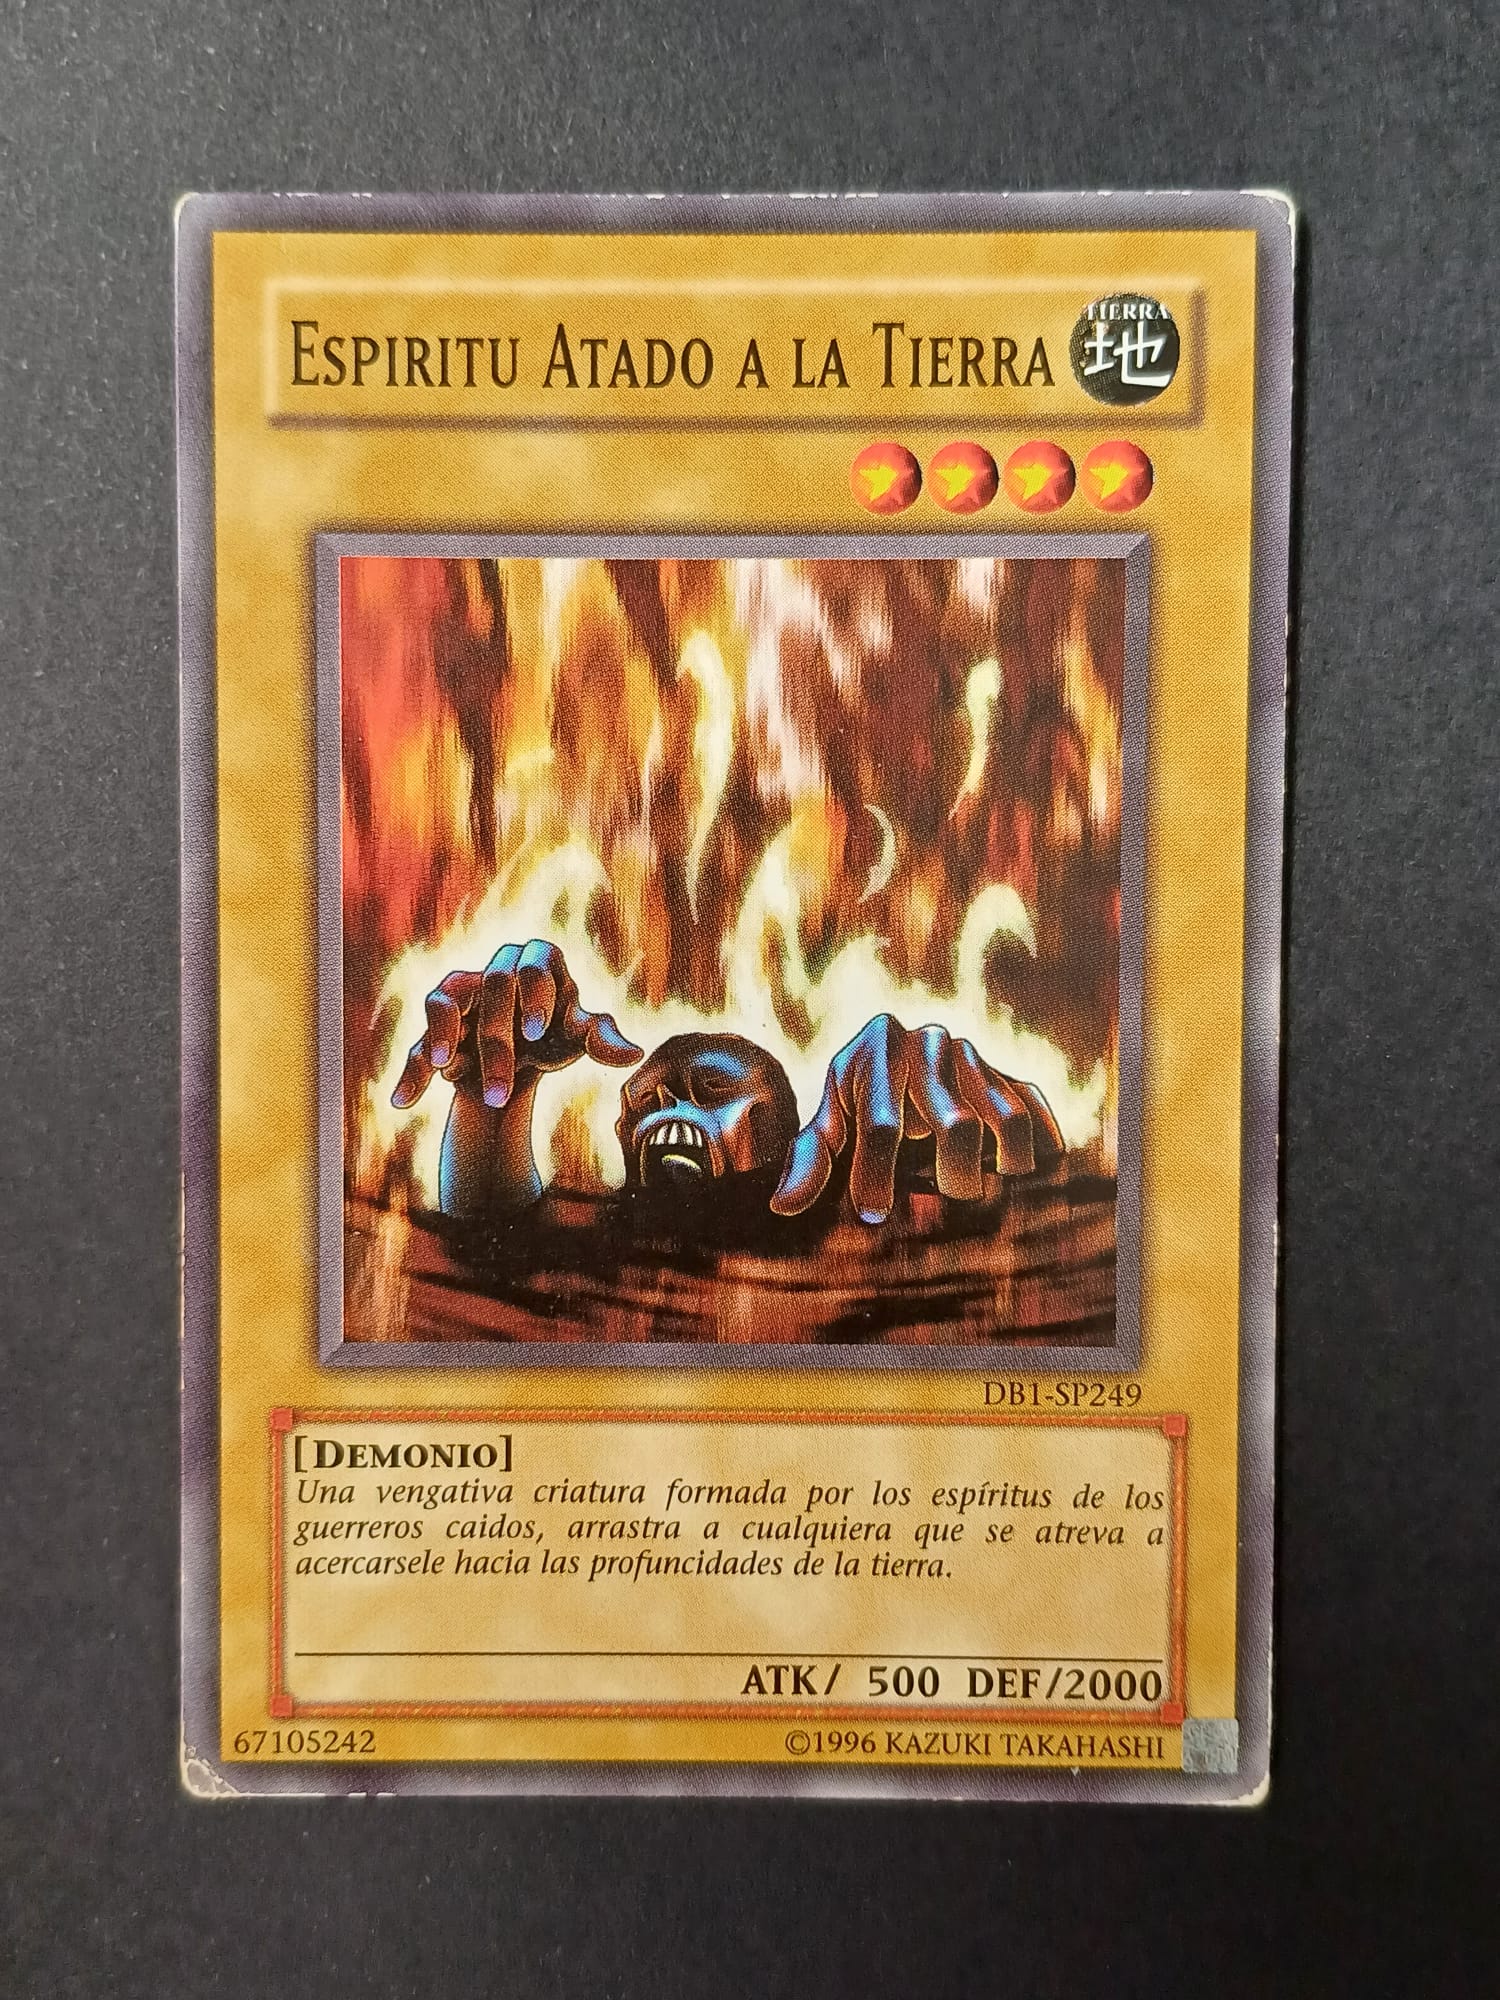 ESPIRITU ATADO A LA TIERRA
TIERRA
地
DB1-SP249
[DEMONIO]
Una vengativa criatura formada por los espíritus de los
guerreros caidos, arrastra a cualquiera que se atreva a
acercarsele hacia las profuncidades de la tierra.
ATK/ 500 DEF/2000
67105242 ©1996 KAZUKI TAKAHASHI